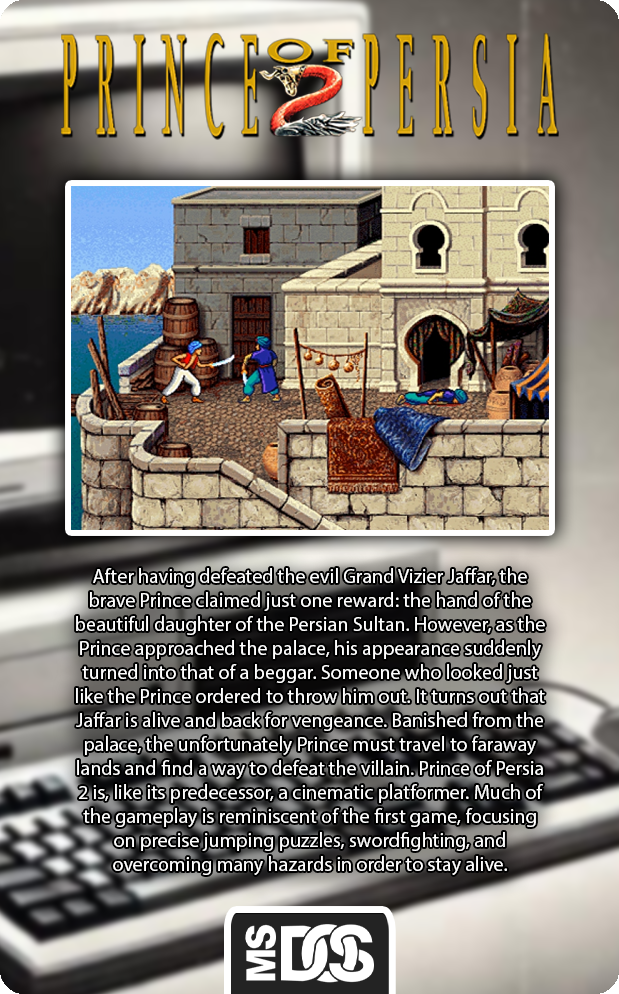 PRINCE OF PERSIA
2
After having defeated the evil Grand Vizier Jaffar, the
brave Prince claimed just one reward: the hand of the
beautiful daughter of the Persian Sultan. However, as the
Prince approached the palace, his appearance suddenly
turned into that of a beggar. Someone who looked just
like the Prince ordered to throw him out. It turns out that
Jaffar is alive and back for vengeance. Banished from the
palace, the unfortunately Prince must travel to faraway
lands and find a way to defeat the villain. Prince of Persia
2 is, like its predecessor, a cinematic platformer. Much of
the gameplay is reminiscent of the first game, focusing
on precise jumping puzzles, swordfighting, and
overcoming many hazards in order to stay alive.
MS DOS